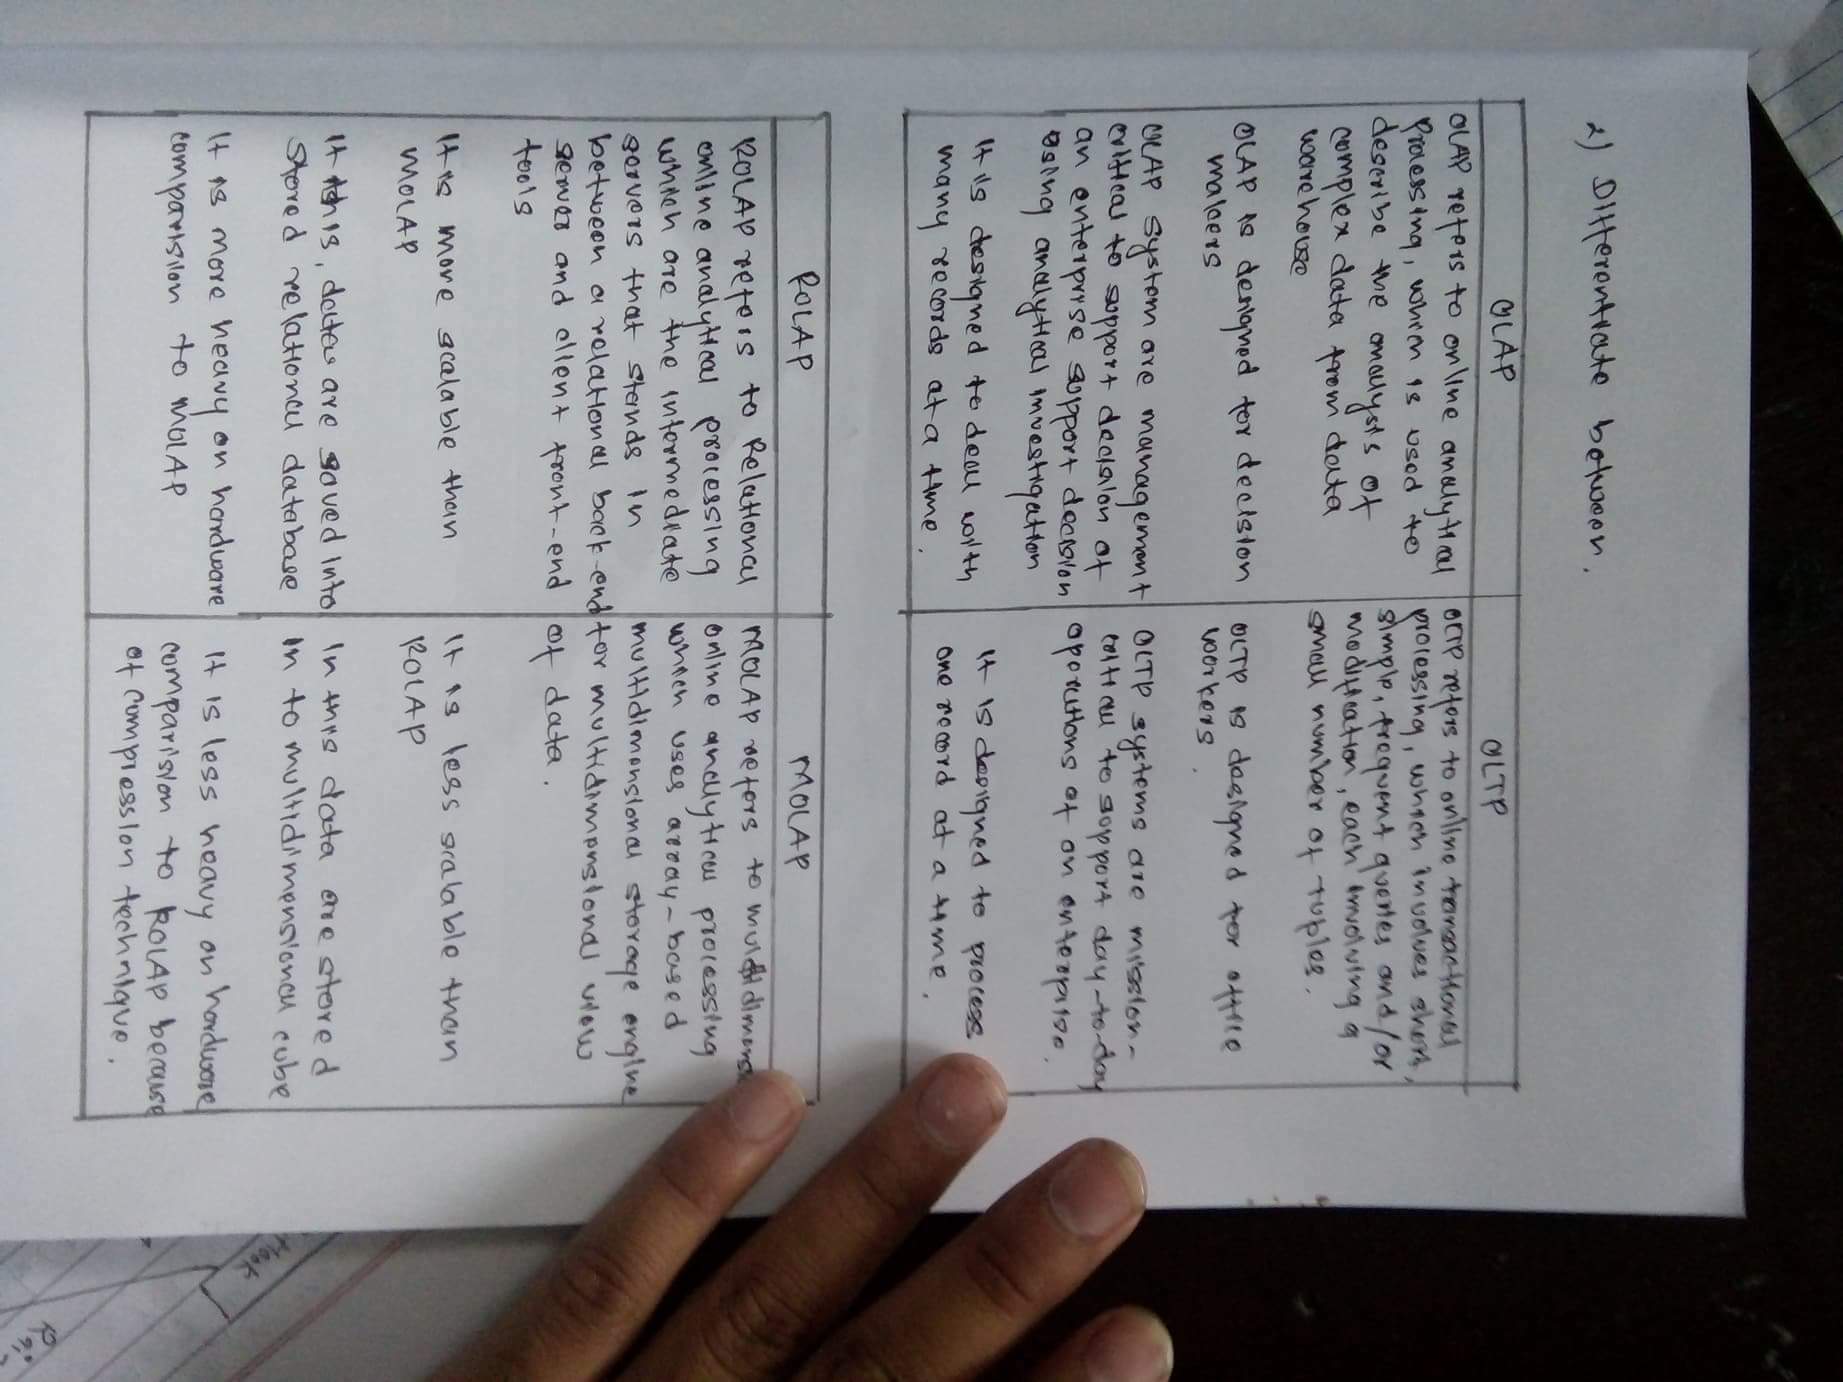 2) Differentiate between.
OLAP
OLTP
OLAP refers to online analytical
processing, which is used to
describe the analysis of
complex data from data
warehouse
OLTP refers to online transactional
processing, which involves short,
simple, frequent queries and/or
modification, each involving a
small number of tuples.
OLAP is designed for decision
makers
OLTP is designed for office
workers.
OLAP system are management
critical to support decision of
an enterprise support decision
using analytical investigation
OLTP systems are mission-
critical to support day-to-day
operations of an enterprise.
It is designed to deal with
many records at a time.
It is designed to process
one record at a time.
ROLAP
MOLAP
ROLAP refers to Relational
online analytical processing
which are the intermediate
servers that stands in
between a relational back-end
server and client front-end
tools
MOLAP refers to
online analytical processing
which uses array-based
multidimensional storage engine
for multidimensional view
of data.
It is more scalable than
MOLAP
It is less scalable than
ROLAP
It this, data are saved into
stored relational database
In this data are stored
in to multidimensional cube
It is more heavy on hardware
comparision to MOLAP
It is less heavy on hardware
comparision to ROLAP because
of compression technique.